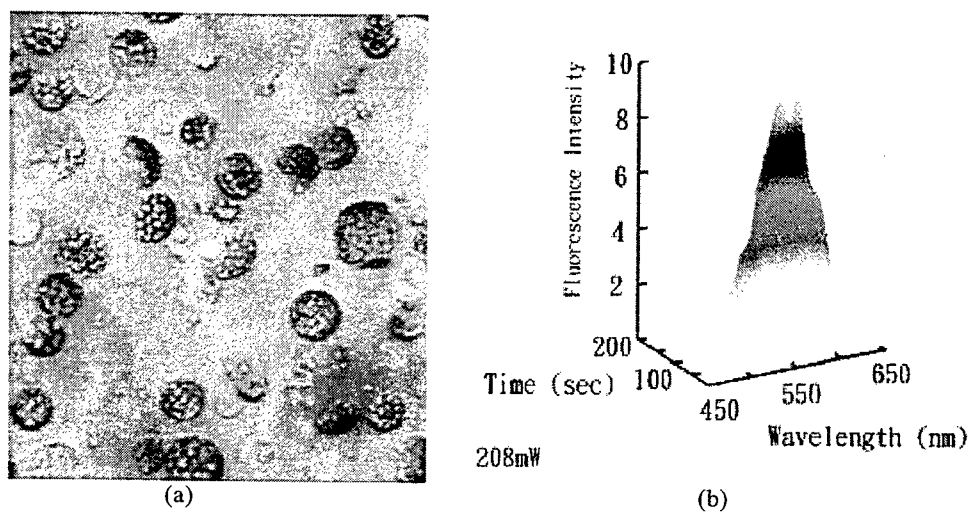 10
8
6
4
2
Fluorescence Intensity
200
100
Time (sec)
450
550
650
Wavelength (nm)
208mW
(a)
(b)